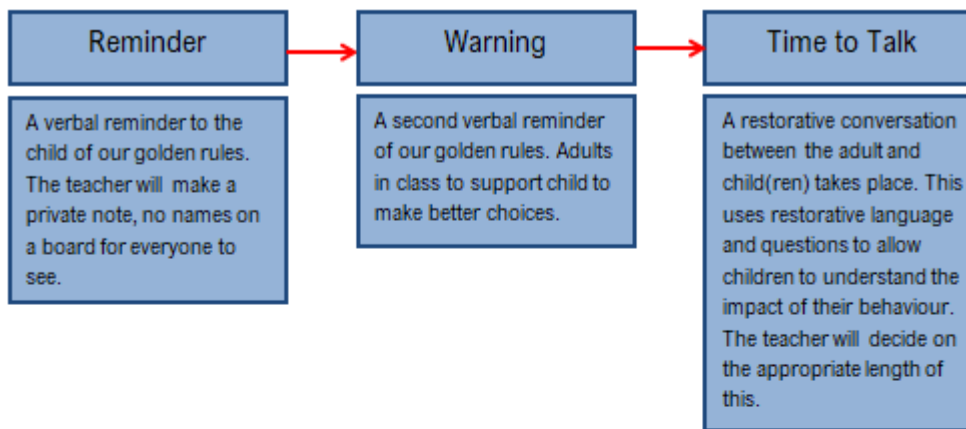 Reminder
A verbal reminder to the
child of our golden rules.
The teacher will make a
private note, no names on
a board for everyone to
see.
Warning
A second verbal reminder
of our golden rules. Adults
in class to support child to
make better choices.
Time to Talk
A restorative conversation
between the adult and
child(ren) takes place. This
uses restorative language
and questions to allow
children to understand the
impact of their behaviour.
The teacher will decide on
the appropriate length of
this.